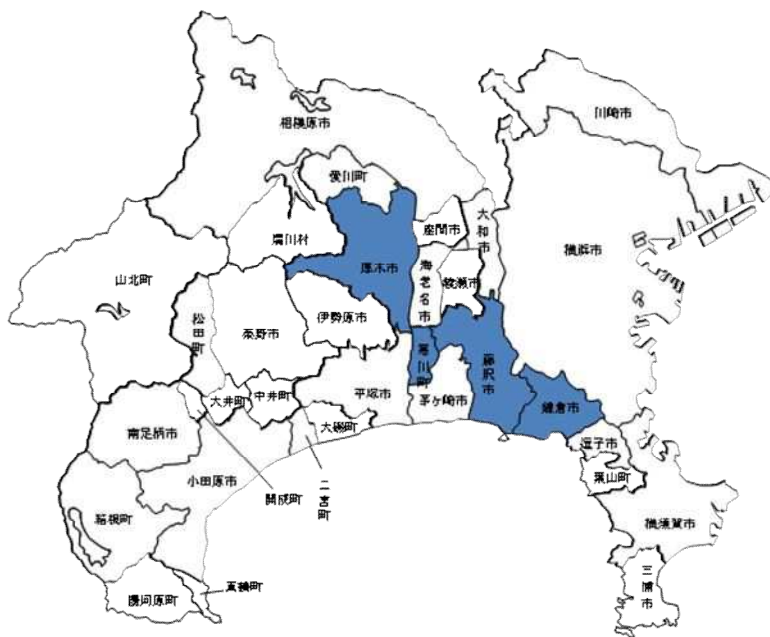 川崎市
相模原市
愛川町
大和市
座間市
横浜市
清川村
厚木市
海老名市
綾瀬市
山北町
松田町
秦野市
伊勢原市
寒川町
藤沢市
大井町
中井町
平塚市
茅ヶ崎市
鎌倉市
南足柄市
大磯町
逗子市
葉山町
小田原市
開成町
二宮町
箱根町
横須賀市
真鶴町
湯河原町
三浦市